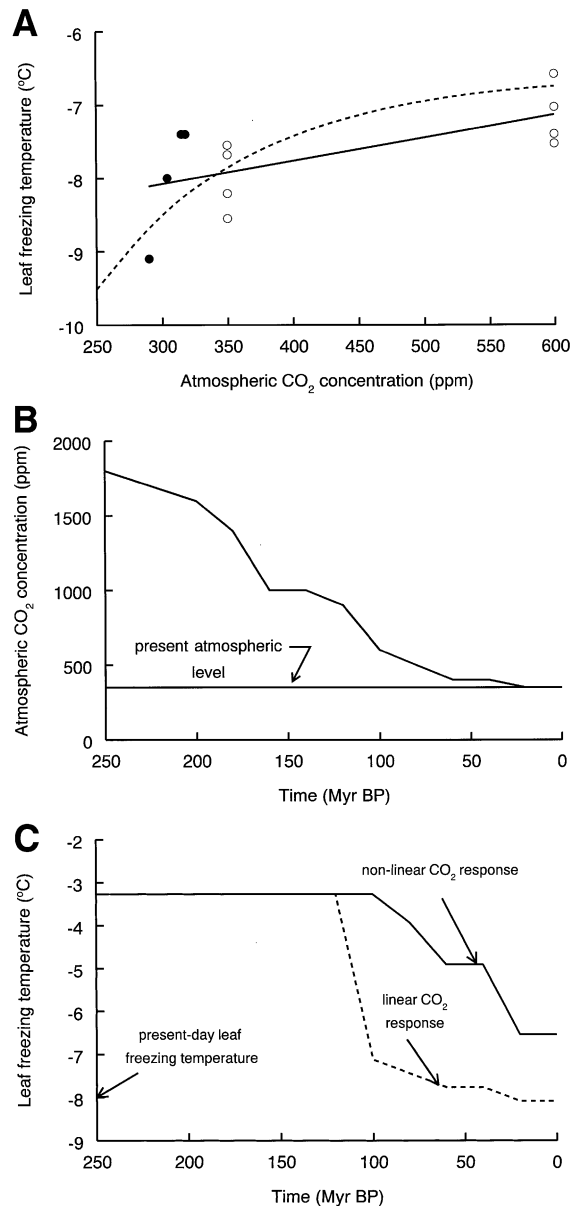 A
-6
-7
-8
-9
-10
Leaf freezing temperature (ºC)
250 300 350 400 450 500 550 600
Atmospheric CO2 concentration (ppm)
B
2000
1500
1000
500
0
Atmospheric CO2 concentration (ppm)
present atmospheric
level
250 200 150 100 50 0
Time (Myr BP)
C
-2
-3
-4
-5
-6
-7
-8
-9
Leaf freezing temperature (ºC)
non-linear CO2 response
linear CO2
response
present-day leaf
freezing temperature
250 200 150 100 50 0
Time (Myr BP)